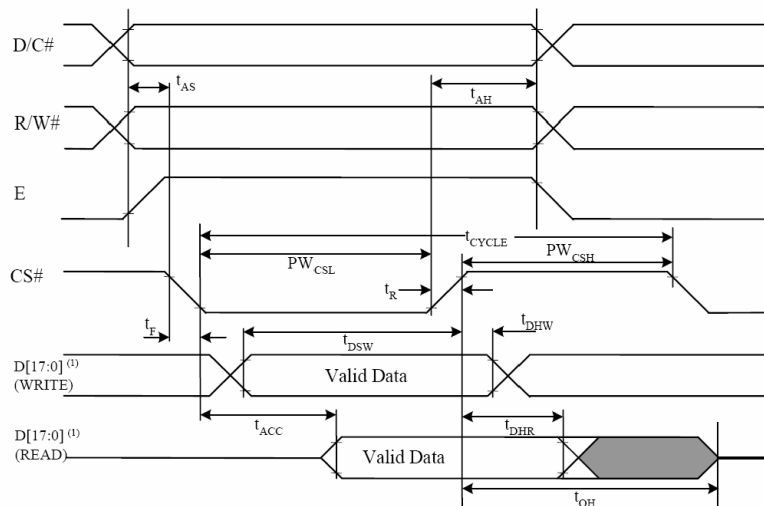 D/C#
t_AS
t_AH
R/W#
E
t_CYCLE
PW_CSL
PW_CSH
CS#
t_R
t_F
t_DHW
t_DSW
D[17:0] (1)
(WRITE)
Valid Data
t_ACC
t_DHR
D[17:0] (1)
(READ)
Valid Data
t_OH